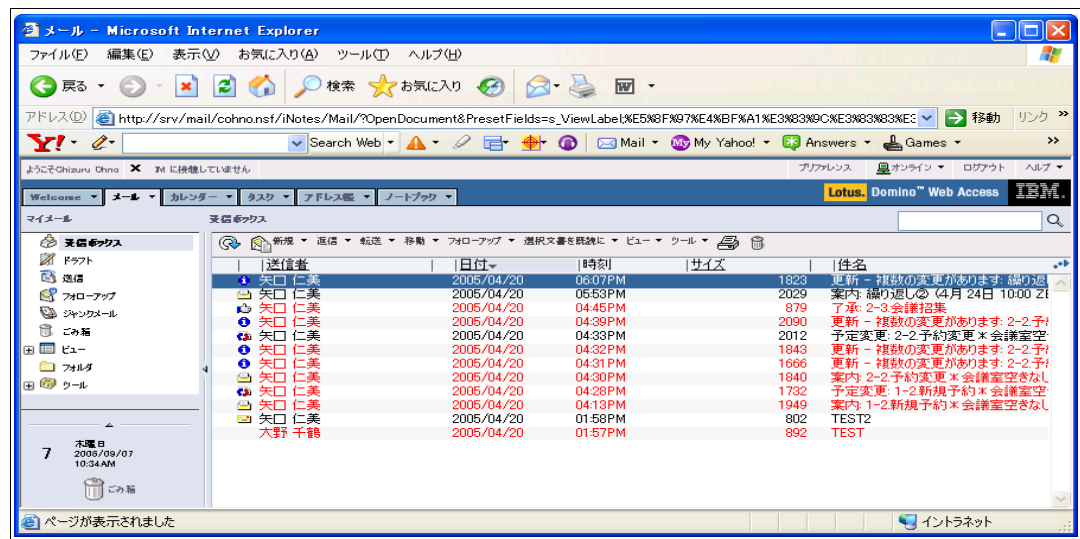 メール - Microsoft Internet Explorer
ファイル(F) 編集(E) 表示(V) お気に入り(A) ツール(T) ヘルプ(H)
戻る 検索 お気に入り
アドレス(D) http://srv/mail/cohno.nsf/iNotes/Mail/?OpenDocument&PresetFields=s_ViewLabel;%E5%8F%97%E4%BF%A1%E3%83%9C%E3%83%83%E3 移動 リンク »
Y! Search Web My Mail My Yahoo! Answers Games »
ようこそChizuru Ohno IM に接続していません プリファレンス オンライン ログアウト ヘルプ
Welcome メール カレンダー タスク アドレス帳 ノートブック Lotus. Domino™ Web Access IBM.
マイメール 受信ボックス
受信ボックス
ドラフト
送信
フォローアップ
ジャンクメール
ごみ箱
ビュー
フォルダ
ツール
新規 返信 転送 移動 フォローアップ 選択文書を既読に ビュー ツール
送信者 日付 時刻 サイズ 件名
矢口 仁美 2005/04/20 06:07PM 1823 更新 - 複数の変更があります: 繰り返
矢口 仁美 2005/04/20 05:53PM 2029 案内: 繰り返し② (4月 24日 10:00 ZE
矢口 仁美 2005/04/20 04:45PM 879 了承: 2-3.会議招集
矢口 仁美 2005/04/20 04:39PM 2090 更新 - 複数の変更があります: 2-2.予
矢口 仁美 2005/04/20 04:33PM 2012 予定変更: 2-2.予約変更*会議室空
矢口 仁美 2005/04/20 04:32PM 1843 更新 - 複数の変更があります: 2-2.予
矢口 仁美 2005/04/20 04:31PM 1666 更新 - 複数の変更があります: 2-2.予
矢口 仁美 2005/04/20 04:30PM 1840 案内: 2-2.予約変更*会議室空きなし
矢口 仁美 2005/04/20 04:28PM 1732 予定変更: 1-2.新規予約*会議室空
矢口 仁美 2005/04/20 04:13PM 1949 案内: 1-2.新規予約*会議室空きなし
矢口 仁美 2005/04/20 01:58PM 802 TEST2
大野 千鶴 2005/04/20 01:57PM 892 TEST
7 木曜日
2006/09/07
10:34AM
ごみ箱
ページが表示されました イントラネット